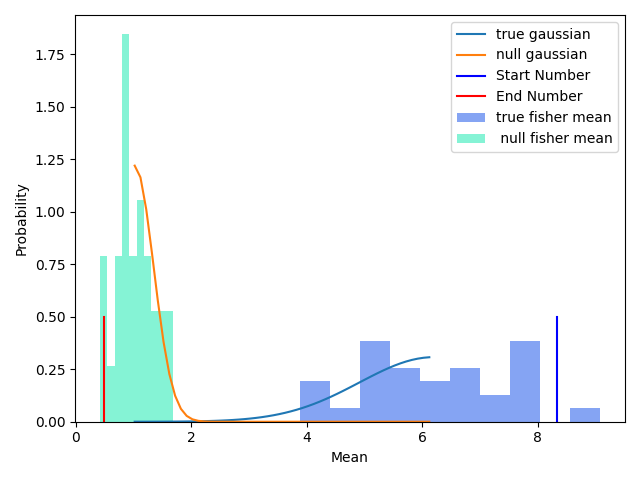 true gaussian
null gaussian
Start Number
End Number
true fisher mean
null fisher mean
1.75
1.50
1.25
1.00
0.75
0.50
0.25
0.00
Probability
0 2 4 6 8
Mean